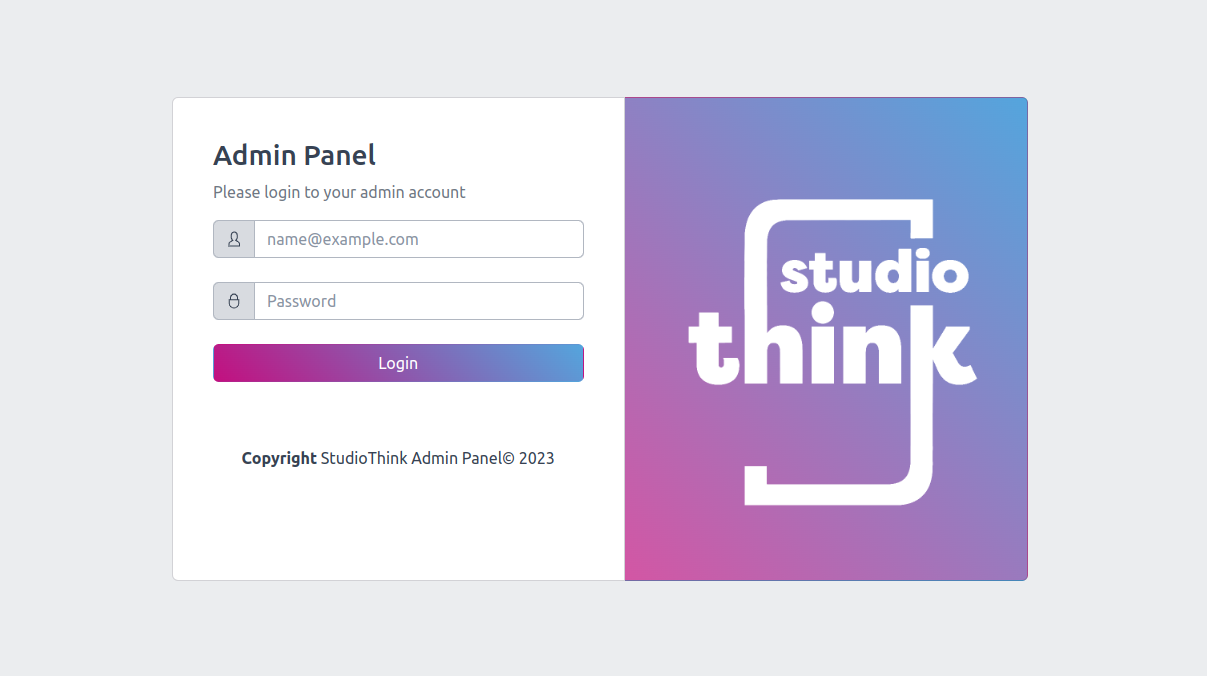 Admin Panel
Please login to your admin account
name@example.com
Password
Login
Copyright StudioThink Admin Panel© 2023
studio
think